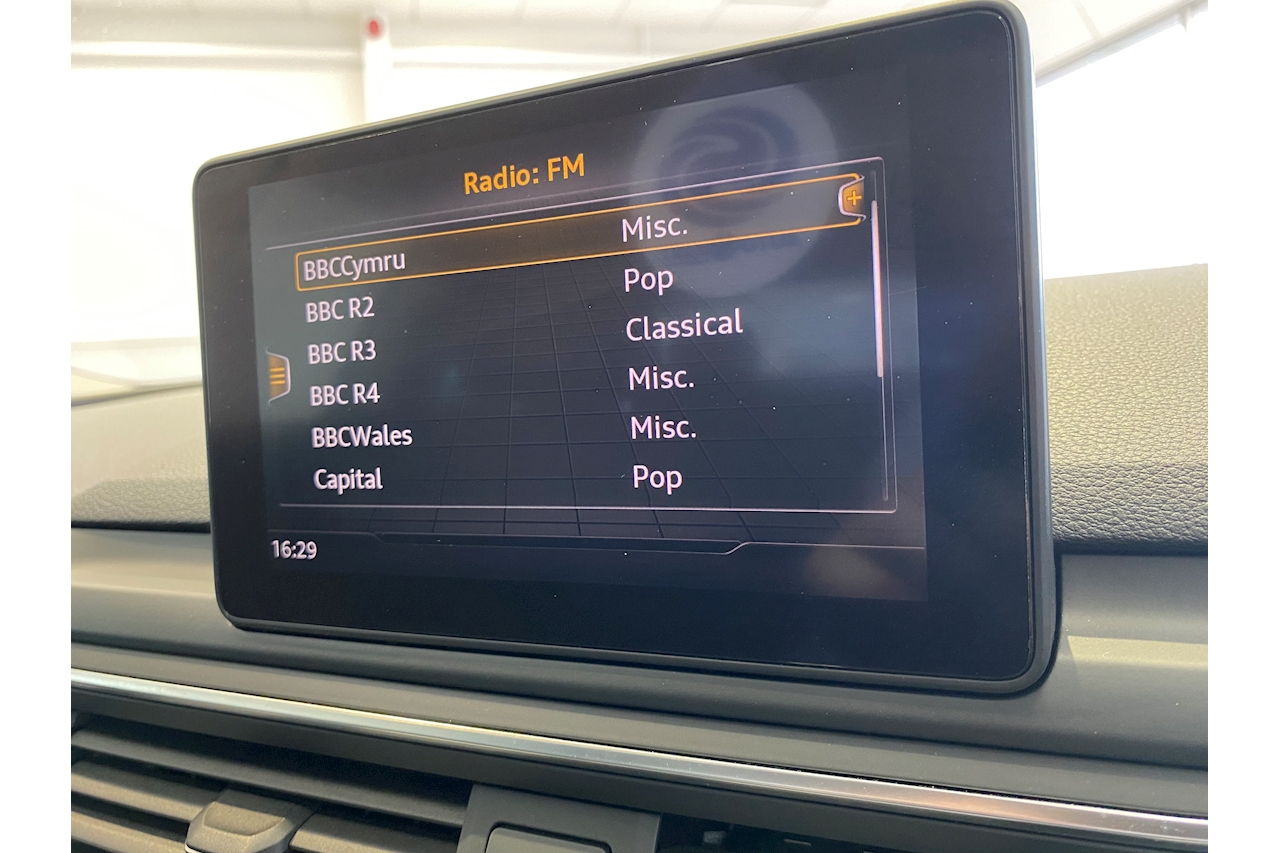 Radio: FM
BBCCymru Misc.
BBC R2 Pop
BBC R3 Classical
BBC R4 Misc.
BBCWales Misc.
Capital Pop
16:29